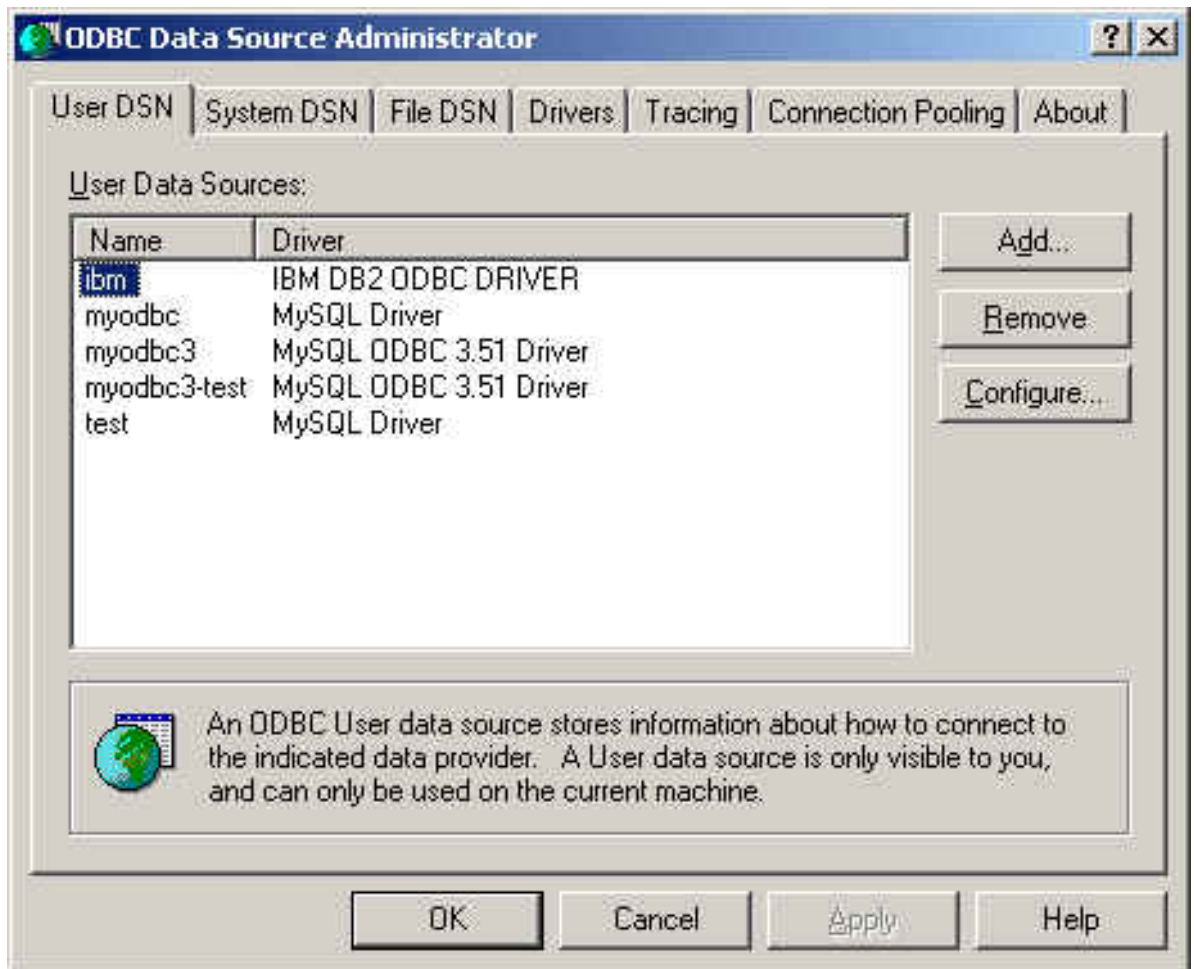 ODBC Data Source Administrator
User DSN System DSN File DSN Drivers Tracing Connection Pooling About
User Data Sources:
Name Driver
ibm IBM DB2 ODBC DRIVER
myodbc MySQL Driver
myodbc3 MySQL ODBC 3.51 Driver
myodbc3-test MySQL ODBC 3.51 Driver
test MySQL Driver
Add...
Remove
Configure...
An ODBC User data source stores information about how to connect to
the indicated data provider. A User data source is only visible to you,
and can only be used on the current machine.
OK Cancel Apply Help